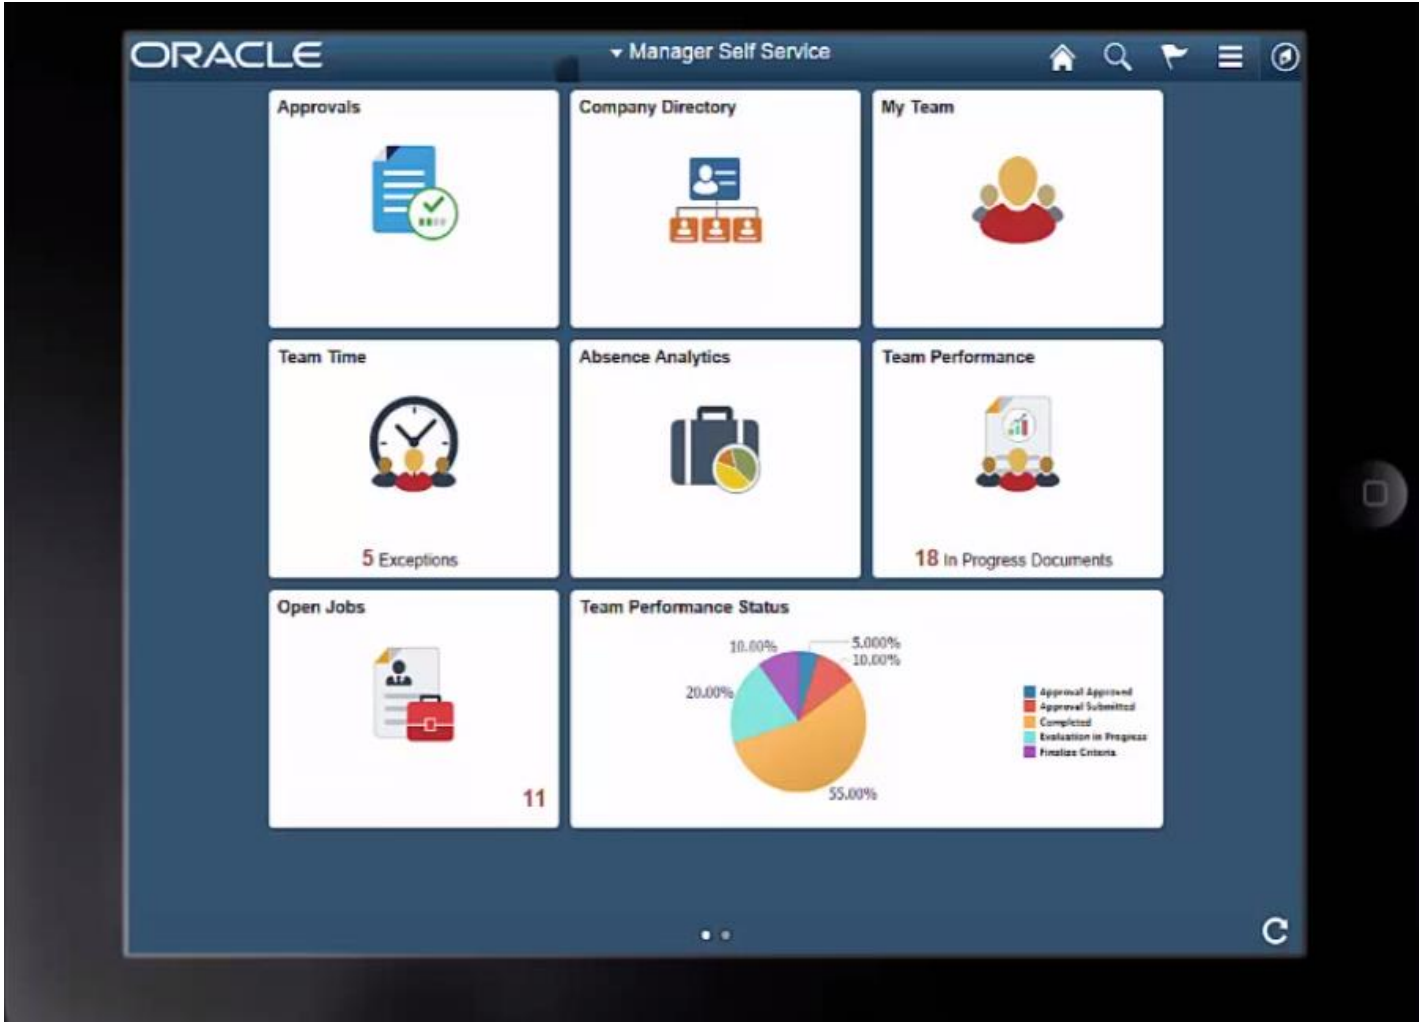 ORACLE
Manager Self Service
Approvals
Company Directory
My Team
Team Time
Absence Analytics
Team Performance
5 Exceptions
18 In Progress Documents
Open Jobs
11
Team Performance Status
10.00%
5.000%
10.00%
20.00%
55.00%
Approval Approved
Approval Submitted
Completed
Evaluation in Progress
Finalize Criteria